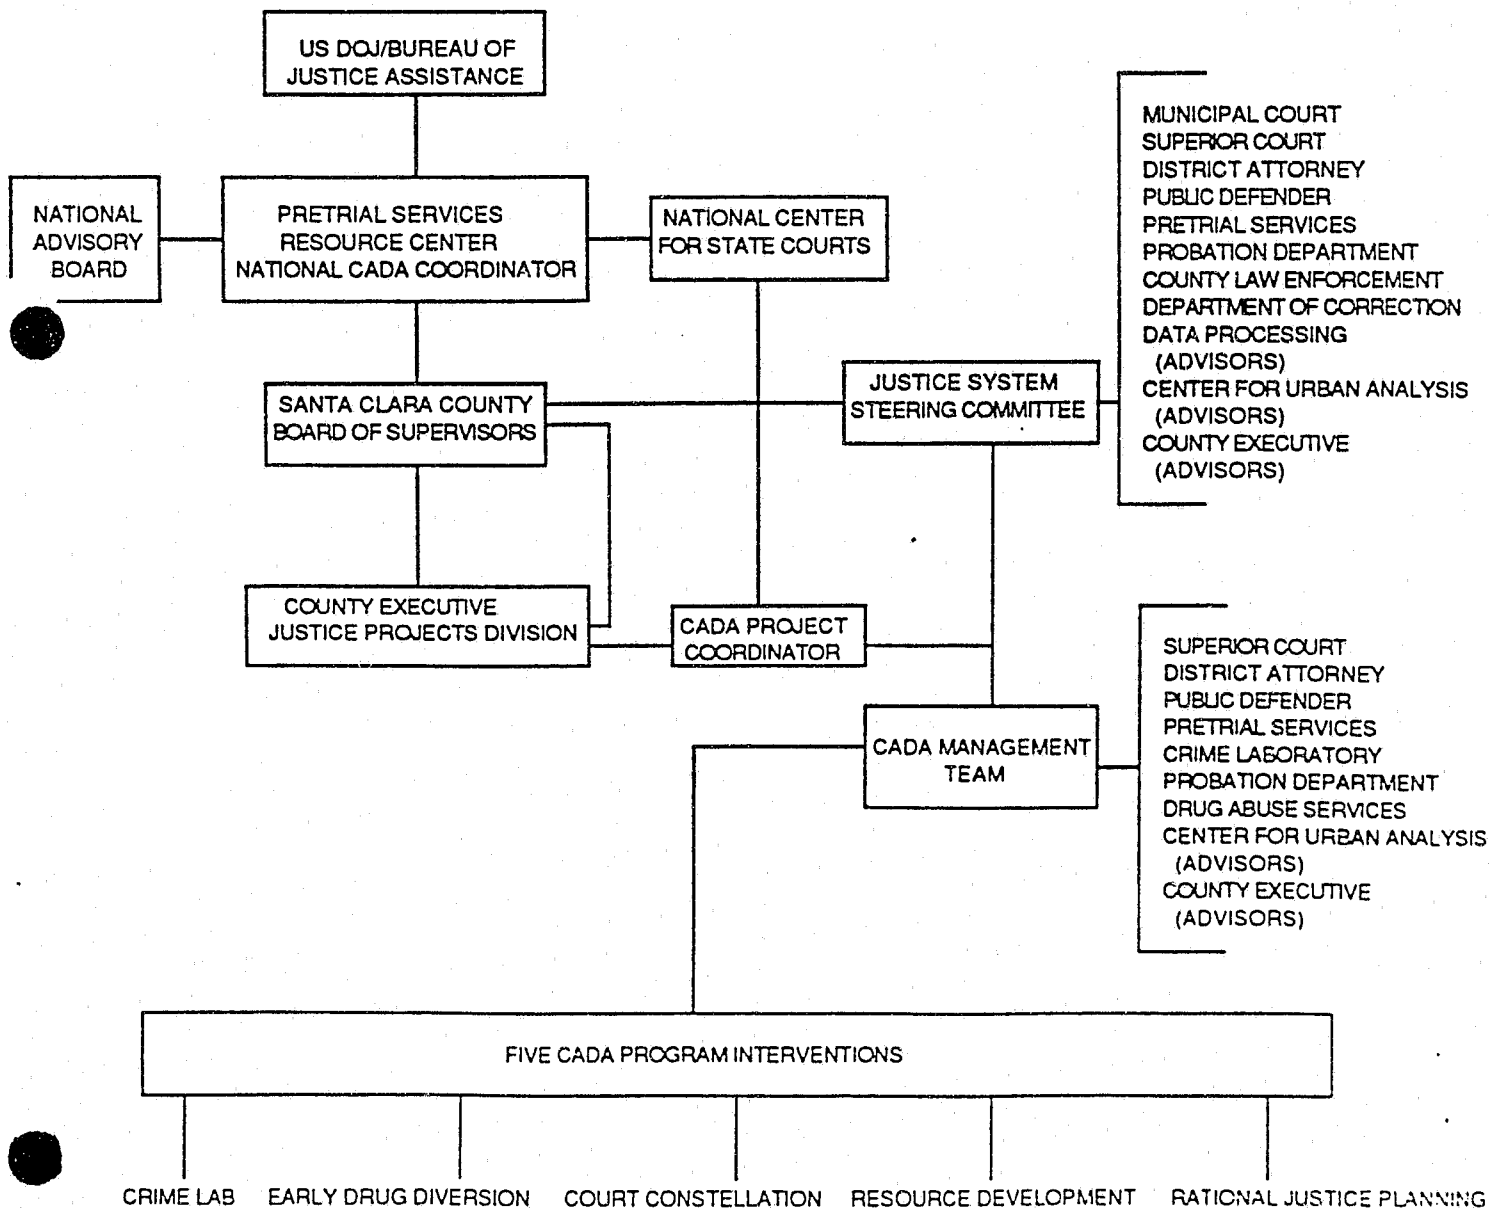 US DOJ/BUREAU OF
JUSTICE ASSISTANCE
NATIONAL
ADVISORY
BOARD
PRETRIAL SERVICES
RESOURCE CENTER
NATIONAL CADA COORDINATOR
NATIONAL CENTER
FOR STATE COURTS
MUNICIPAL COURT
SUPERIOR COURT
DISTRICT ATTORNEY
PUBLIC DEFENDER
PRETRIAL SERVICES
PROBATION DEPARTMENT
COUNTY LAW ENFORCEMENT
DEPARTMENT OF CORRECTION
DATA PROCESSING
(ADVISORS)
CENTER FOR URBAN ANALYSIS
(ADVISORS)
COUNTY EXECUTIVE
(ADVISORS)
SANTA CLARA COUNTY
BOARD OF SUPERVISORS
JUSTICE SYSTEM
STEERING COMMITTEE
COUNTY EXECUTIVE
JUSTICE PROJECTS DIVISION
CADA PROJECT
COORDINATOR
CADA MANAGEMENT
TEAM
SUPERIOR COURT
DISTRICT ATTORNEY
PUBLIC DEFENDER
PRETRIAL SERVICES
CRIME LABORATORY
PROBATION DEPARTMENT
DRUG ABUSE SERVICES
CENTER FOR URBAN ANALYSIS
(ADVISORS)
COUNTY EXECUTIVE
(ADVISORS)
FIVE CADA PROGRAM INTERVENTIONS
CRIME LAB
EARLY DRUG DIVERSION
COURT CONSTELLATION
RESOURCE DEVELOPMENT
RATIONAL JUSTICE PLANNING